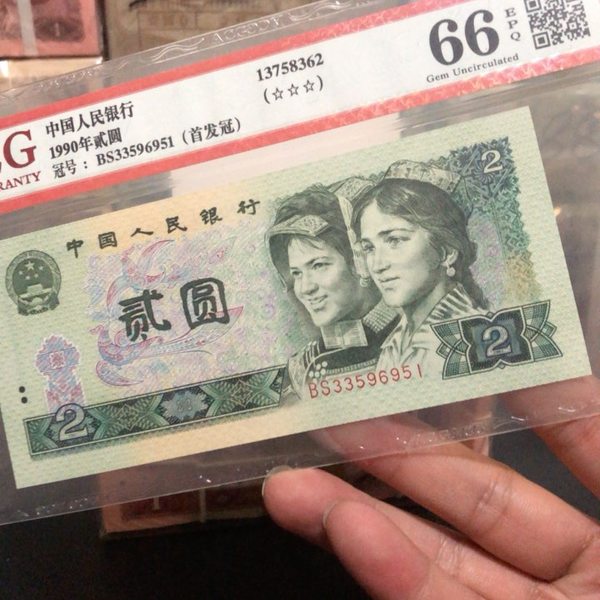 G
RANTY
中国人民银行
1990年贰圆
冠号：BS33596951（首发冠）
13758362
(☆☆☆)
66
EPQ
Gem Uncirculated
中国人民银行
贰圆
2
2
2
BS33596951